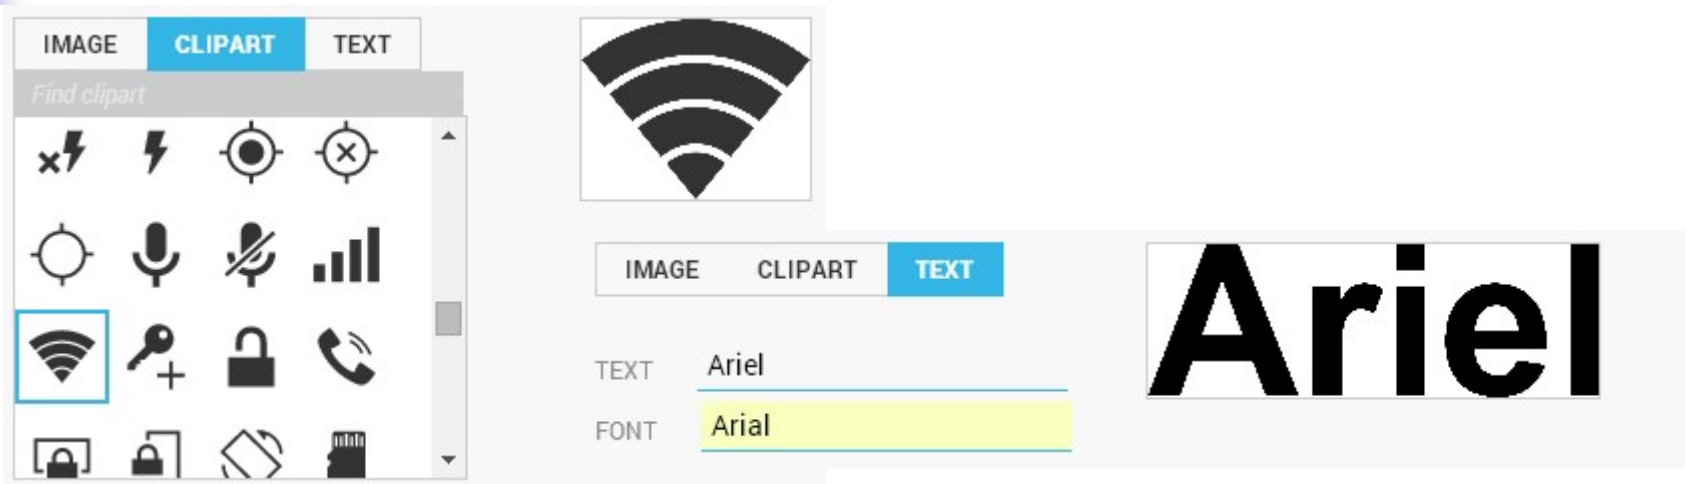 IMAGE CLIPART TEXT
Find clipart
IMAGE CLIPART TEXT
TEXT Ariel
FONT Arial
Ariel